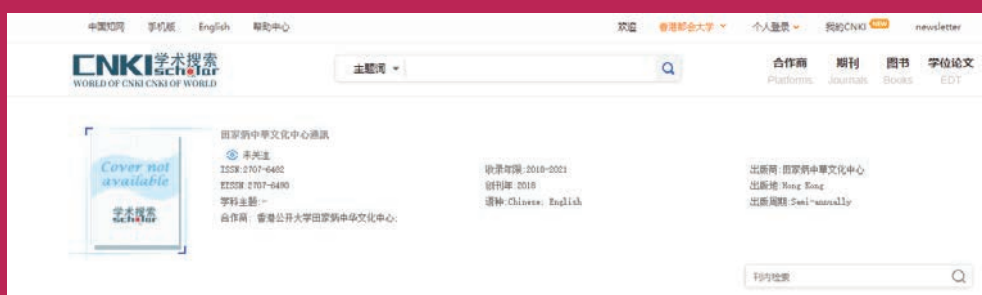 中国知网 手机版 English 帮助中心 欢迎 香港都会大学 个人登录 我的CNKI NEW newsletter
CNKI学术搜索
scholar
WORLD OF CNKI CNKI OF WORLD
主题词
合作商 期刊 图书 学位论文
Platforms Journals Books EDT
田家炳中華文化中心通訊
未关注
Cover not
available
学术搜索
scholar
ISSN:2707-6482
EISSN 2707-6490
学科主题:-
合作商: 香港公开大学田家炳中华文化中心;
收录年限:2018-2021
创刊年 2018
语种:Chinese; English
出版商:田家炳中華文化中心
出版地 Hong Kong
出版周期:Semi-annually
刊内检索